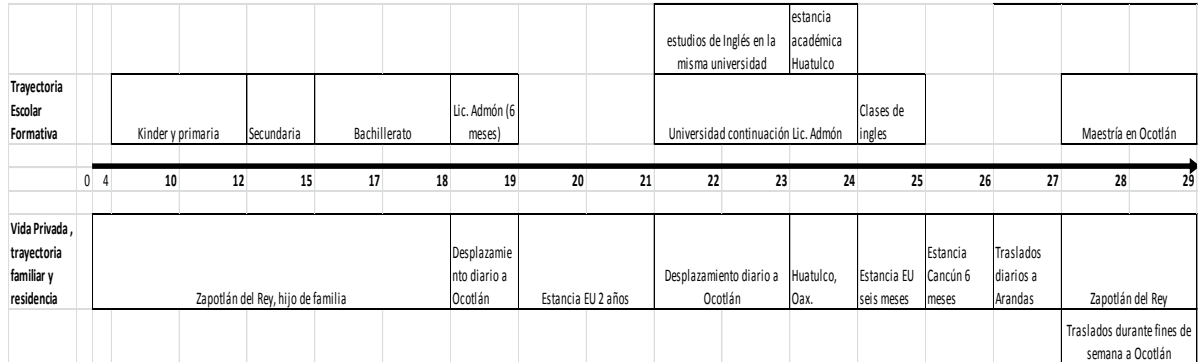 estudios de Inglés en la
misma universidad
estancia
académica
Huatulco
Trayectoria
Escolar
Formativa
Kinder y primaria
Secundaria
Bachillerato
Lic. Admón (6
meses)
Universidad continuación Lic. Admón
Clases de
ingles
Maestría en Ocotlán
0 4 10 12 15 17 18 19 20 21 22 23 24 25 26 27 28 29
Vida Privada ,
trayectoria
familiar y
residencia
Zapotlán del Rey, hijo de familia
Desplazamie
nto diario a
Ocotlán
Estancia EU 2 años
Desplazamiento diario a
Ocotlán
Huatulco,
Oax.
Estancia EU
seis meses
Estancia
Cancún 6
meses
Traslados
diarios a
Arandas
Zapotlán del Rey
Traslados durante fines de
semana a Ocotlán